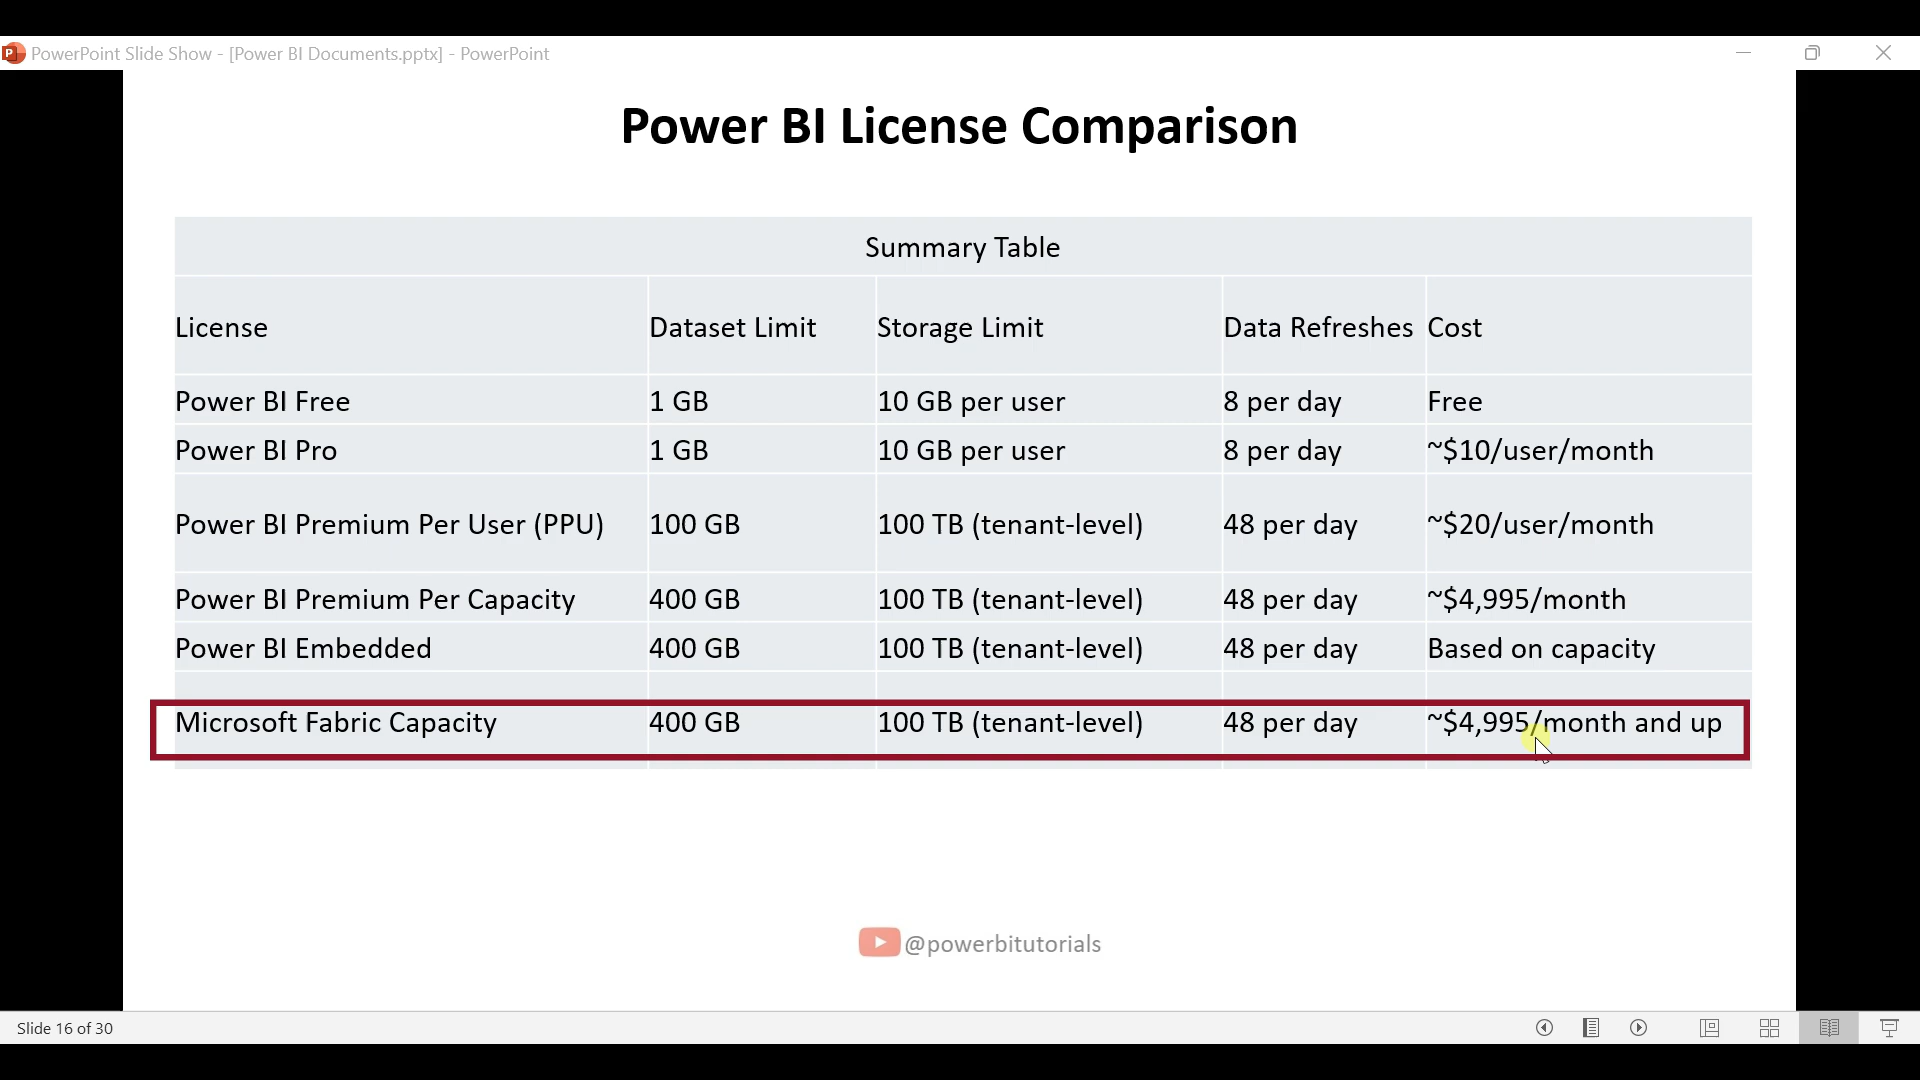 PowerPoint Slide Show - [Power BI Documents.pptx] - PowerPoint
Power BI License Comparison
Summary Table
License Dataset Limit Storage Limit Data Refreshes Cost
Power BI Free 1 GB 10 GB per user 8 per day Free
Power BI Pro 1 GB 10 GB per user 8 per day ~$10/user/month
Power BI Premium Per User (PPU) 100 GB 100 TB (tenant-level) 48 per day ~$20/user/month
Power BI Premium Per Capacity 400 GB 100 TB (tenant-level) 48 per day ~$4,995/month
Power BI Embedded 400 GB 100 TB (tenant-level) 48 per day Based on capacity
Microsoft Fabric Capacity 400 GB 100 TB (tenant-level) 48 per day ~$4,995/month and up
@powerbitutorials
Slide 16 of 30